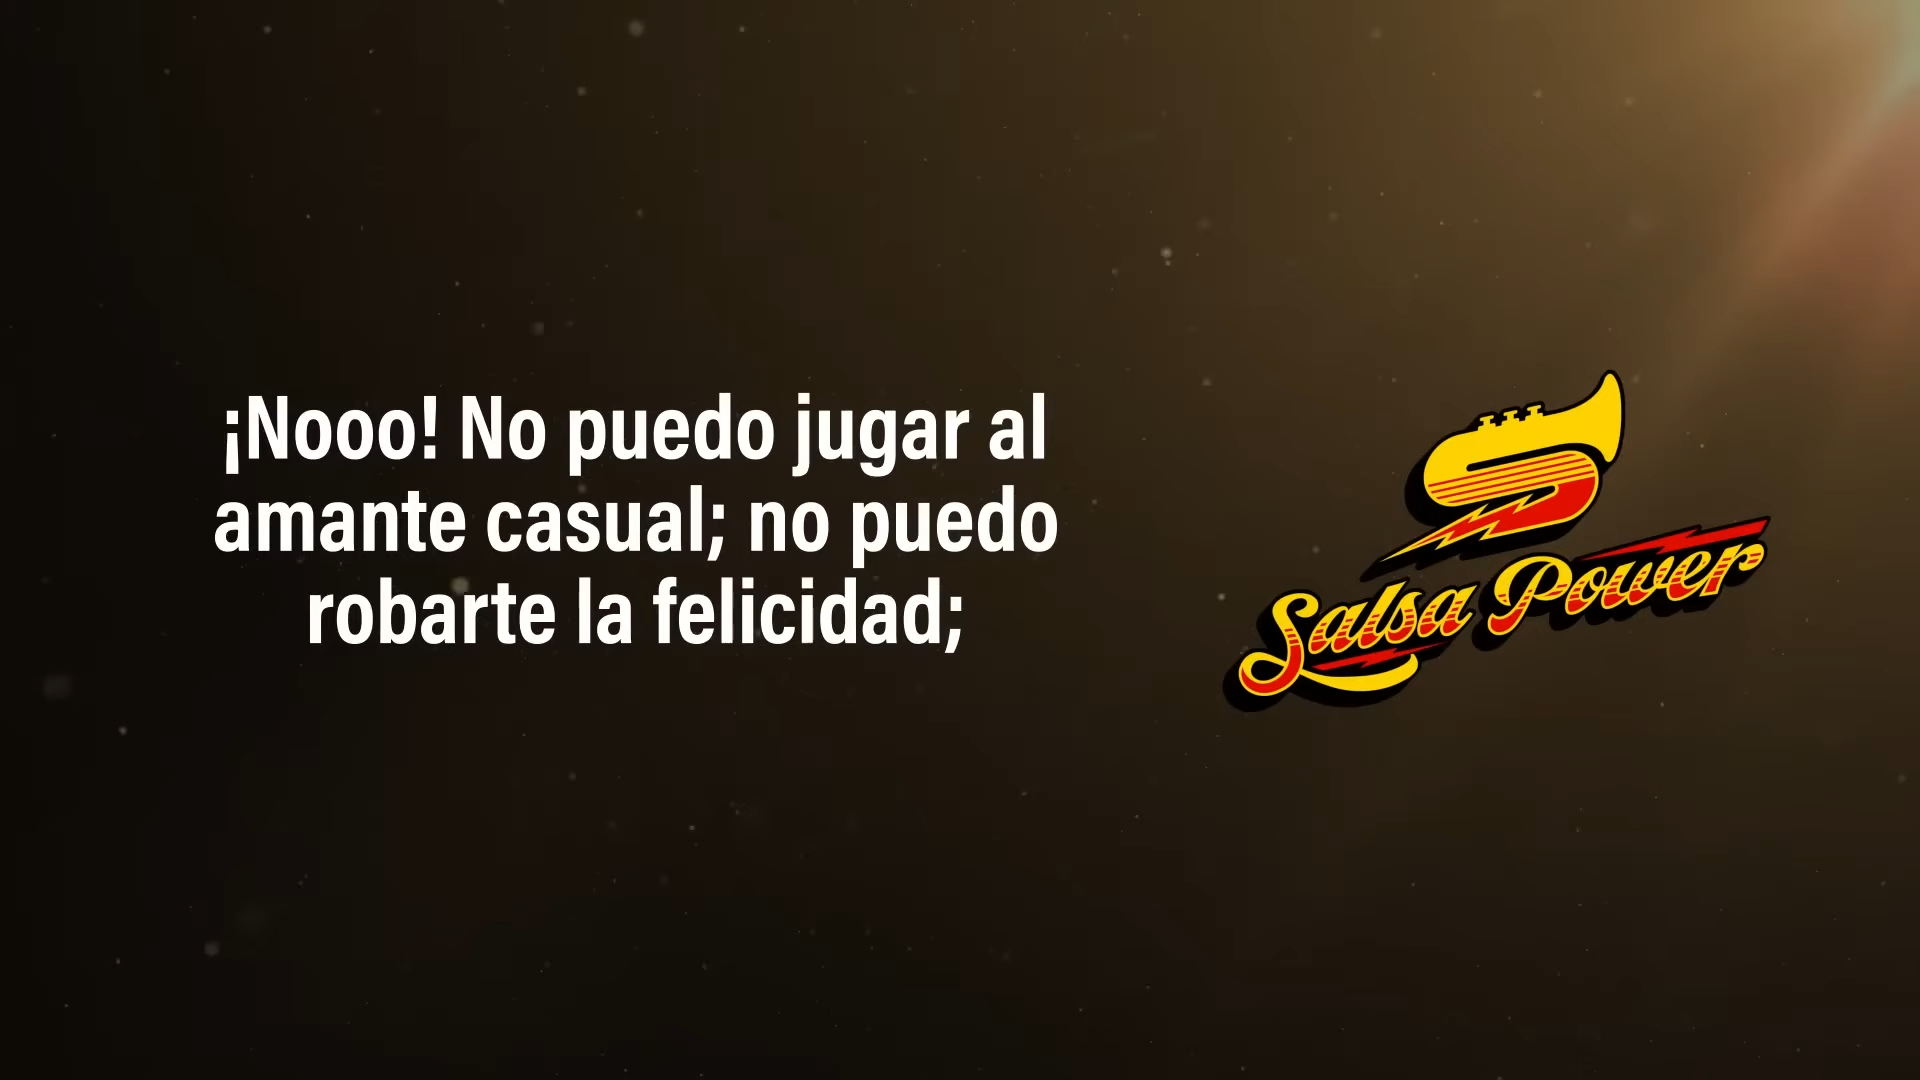 ¡Nooo! No puedo jugar al
amante casual; no puedo
robarte la felicidad;
Salsa Power